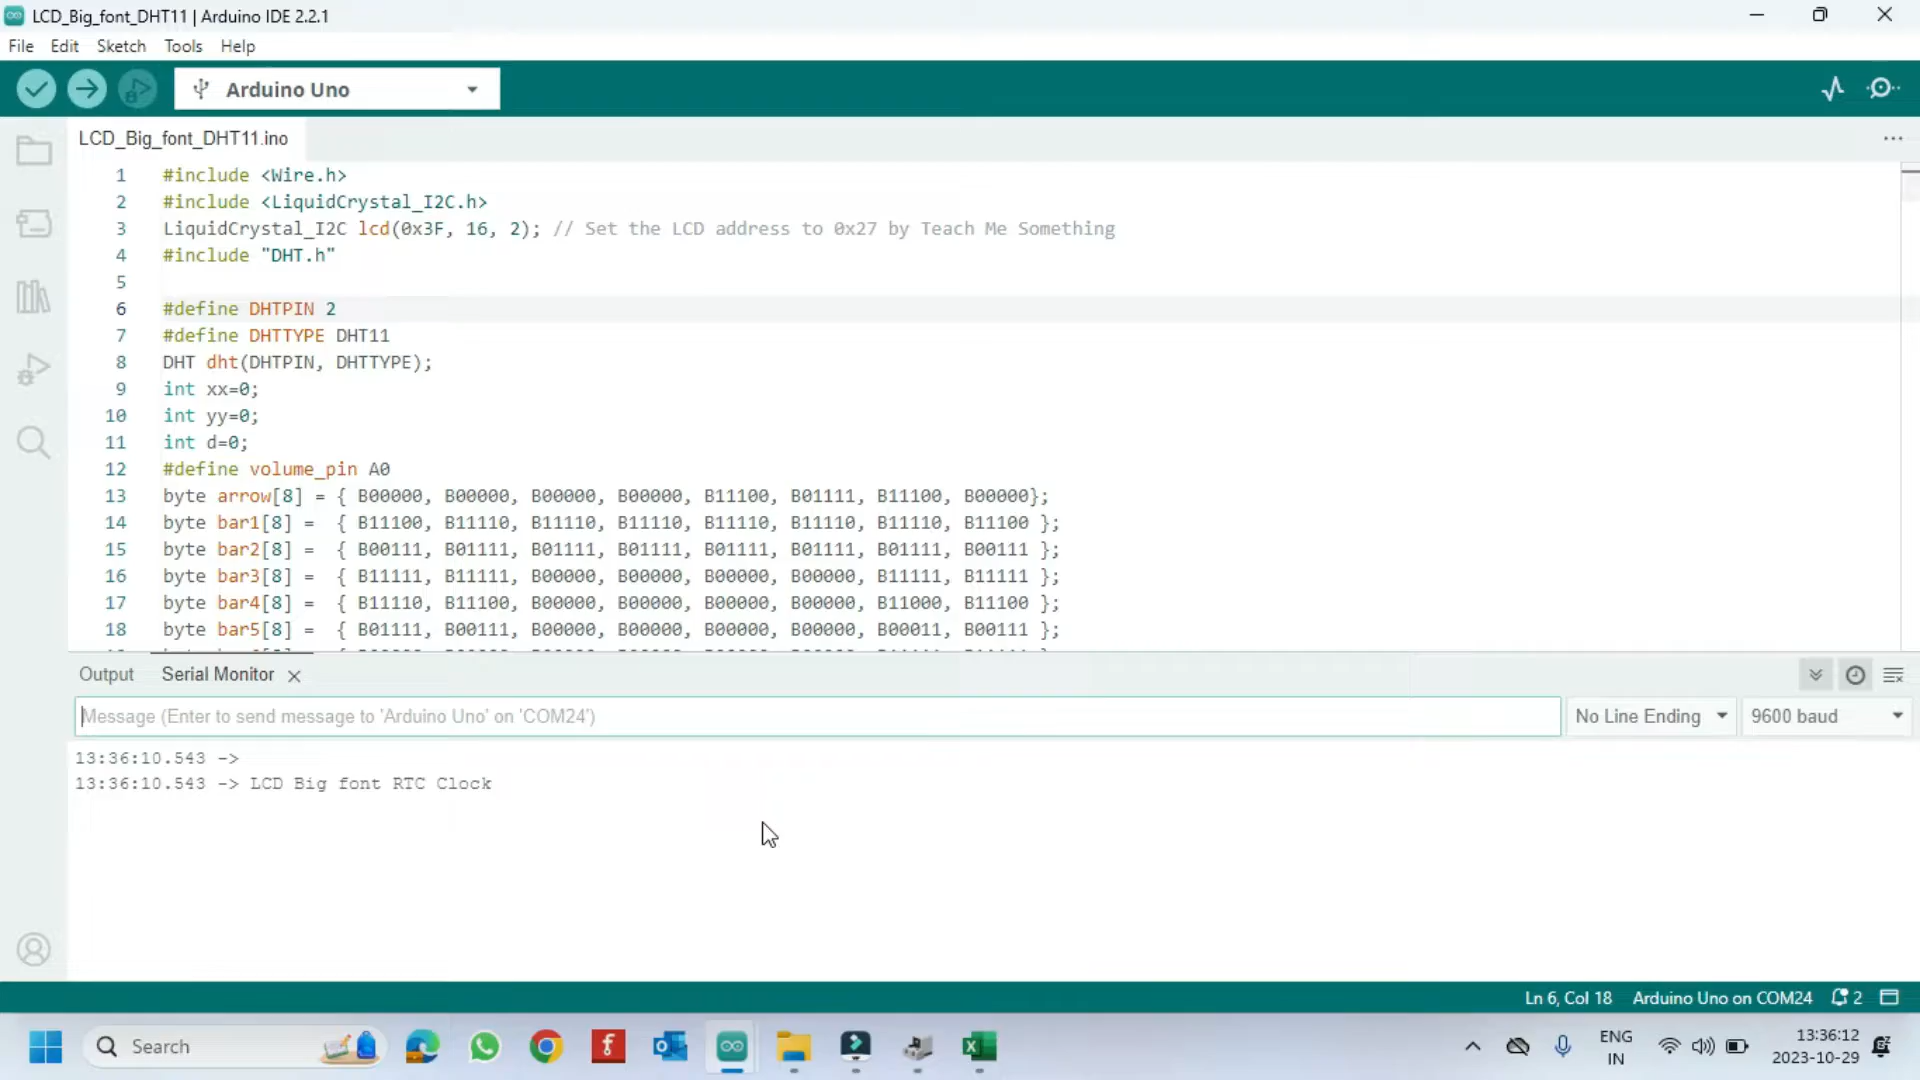 LCD_Big_font_DHT11 | Arduino IDE 2.2.1
File Edit Sketch Tools Help
Arduino Uno
LCD_Big_font_DHT11.ino
1 #include <Wire.h>
2 #include <LiquidCrystal_I2C.h>
3 LiquidCrystal_I2C lcd(0x3F, 16, 2); // Set the LCD address to 0x27 by Teach Me Something
4 #include "DHT.h"
5
6 #define DHTPIN 2
7 #define DHTTYPE DHT11
8 DHT dht(DHTPIN, DHTTYPE);
9 int xx=0;
10 int yy=0;
11 int d=0;
12 #define volume_pin A0
13 byte arrow[8] = { B00000, B00000, B00000, B00000, B11100, B01111, B11100, B00000};
14 byte bar1[8] = { B11100, B11110, B11110, B11110, B11110, B11110, B11110, B11100 };
15 byte bar2[8] = { B00111, B01111, B01111, B01111, B01111, B01111, B01111, B00111 };
16 byte bar3[8] = { B11111, B11111, B00000, B00000, B00000, B00000, B11111, B11111 };
17 byte bar4[8] = { B11110, B11100, B00000, B00000, B00000, B00000, B11000, B11100 };
18 byte bar5[8] = { B01111, B00111, B00000, B00000, B00000, B00000, B00011, B00111 };
Output Serial Monitor
Message (Enter to send message to 'Arduino Uno' on 'COM24') No Line Ending 9600 baud
13:36:10.543 ->
13:36:10.543 -> LCD Big font RTC Clock
Ln 6, Col 18 Arduino Uno on COM24 2
Search
ENG
IN
13:36:12
2023-10-29